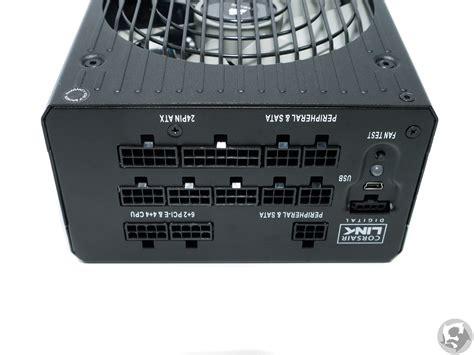 24PIN ATX
PERIPHERAL & SATA
FAN TEST
USB
6+2 PCI-E & 4+4 CPU
PERIPHERAL & SATA
CORSAIR
LINK
DIGITAL